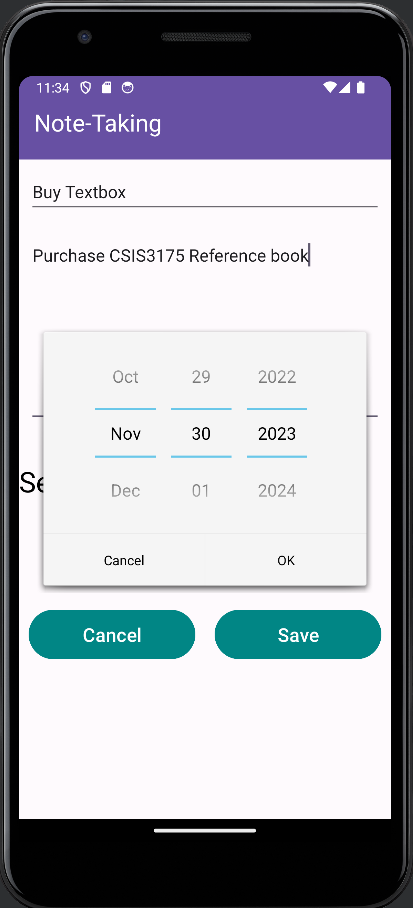 11:34
Note-Taking
Buy Textbox
Purchase CSIS3175 Reference book
Oct 29 2022
Nov 30 2023
Dec 01 2024
Cancel OK
Cancel Save